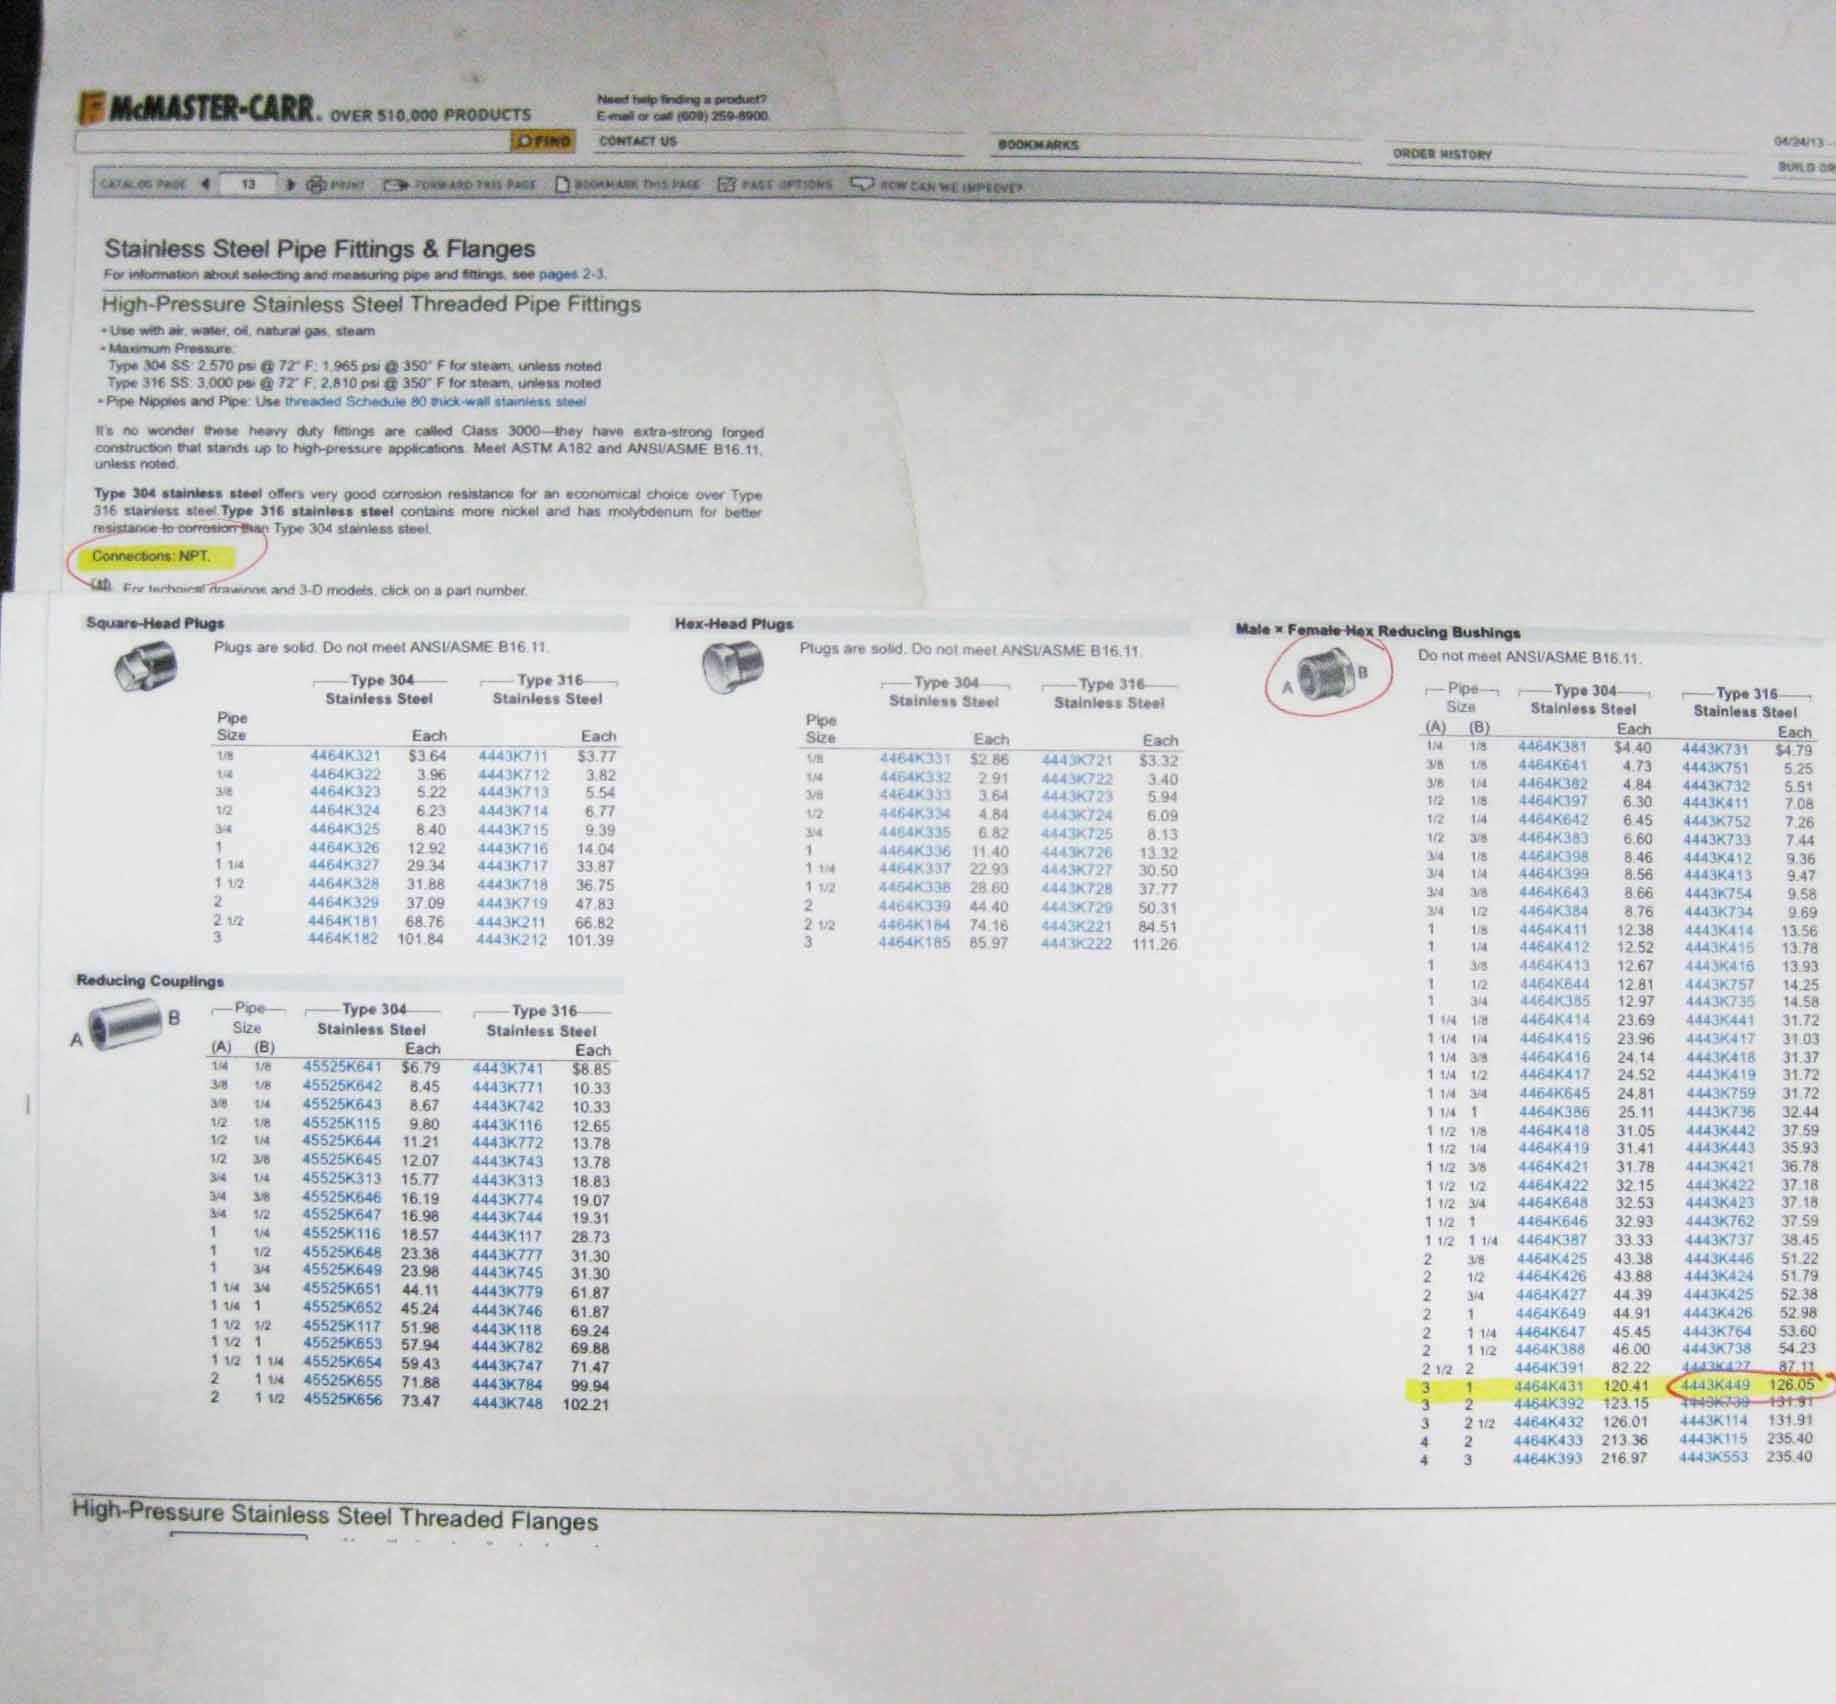 McMASTER-CARR. OVER 510,000 PRODUCTS
Need help finding a product?
E-mail or call (609) 259-8900.
FIND
CONTACT US
BOOKMARKS
ORDER HISTORY
04/24/13
BUILD OR
CATALOG PAGE 13 PRINT FORWARD THIS PAGE BOOKMARK THIS PAGE PAGE OPTIONS HOW CAN WE IMPROVE?
Stainless Steel Pipe Fittings & Flanges
For information about selecting and measuring pipe and fittings, see pages 2-3.
High-Pressure Stainless Steel Threaded Pipe Fittings
• Use with air, water, oil, natural gas, steam
• Maximum Pressure:
Type 304 SS: 2,570 psi @ 72° F; 1,965 psi @ 350° F for steam, unless noted
Type 316 SS: 3,000 psi @ 72° F; 2,810 psi @ 350° F for steam, unless noted
• Pipe Nipples and Pipe: Use threaded Schedule 80 thick-wall stainless steel
It's no wonder these heavy duty fittings are called Class 3000—they have extra-strong forged
construction that stands up to high-pressure applications. Meet ASTM A182 and ANSI/ASME B16.11,
unless noted.
Type 304 stainless steel offers very good corrosion resistance for an economical choice over Type
316 stainless steel. Type 316 stainless steel contains more nickel and has molybdenum for better
resistance to corrosion than Type 304 stainless steel.
Connections: NPT.
For technical drawings and 3-D models, click on a part number.
Square-Head Plugs
Plugs are solid. Do not meet ANSI/ASME B16.11.
Type 304 Type 316
Stainless Steel Stainless Steel
Pipe
Size Each Each
1/8 4464K321 $3.64 4443K711 $3.77
1/4 4464K322 3.96 4443K712 3.82
3/8 4464K323 5.22 4443K713 5.54
1/2 4464K324 6.23 4443K714 6.77
3/4 4464K325 8.40 4443K715 9.39
1 4464K326 12.92 4443K716 14.04
1 1/4 4464K327 29.34 4443K717 33.87
1 1/2 4464K328 31.88 4443K718 36.75
2 4464K329 37.09 4443K719 47.83
2 1/2 4464K181 68.76 4443K211 66.82
3 4464K182 101.84 4443K212 101.39
Hex-Head Plugs
Plugs are solid. Do not meet ANSI/ASME B16.11.
Type 304 Type 316
Stainless Steel Stainless Steel
Pipe
Size Each Each
1/8 4464K331 $2.86 4443K721 $3.32
1/4 4464K332 2.91 4443K722 3.40
3/8 4464K333 3.64 4443K723 5.94
1/2 4464K334 4.84 4443K724 6.09
3/4 4464K335 6.82 4443K725 8.13
1 4464K336 11.40 4443K726 13.32
1 1/4 4464K337 22.93 4443K727 30.50
1 1/2 4464K338 28.60 4443K728 37.77
2 4464K339 44.40 4443K729 50.31
2 1/2 4464K184 74.16 4443K221 84.51
3 4464K185 85.97 4443K222 111.26
Reducing Couplings
A B
Pipe Type 304 Type 316
Size Stainless Steel Stainless Steel
(A) (B) Each Each
1/4 1/8 45525K641 $6.79 4443K741 $8.85
3/8 1/8 45525K642 8.45 4443K771 10.33
3/8 1/4 45525K643 8.67 4443K742 10.33
1/2 1/8 45525K115 9.80 4443K116 12.65
1/2 1/4 45525K644 11.21 4443K772 13.78
1/2 3/8 45525K645 12.07 4443K743 13.78
3/4 1/4 45525K313 15.77 4443K313 18.83
3/4 3/8 45525K646 16.19 4443K774 19.07
3/4 1/2 45525K647 16.98 4443K744 19.31
1 1/4 45525K116 18.57 4443K117 28.73
1 1/2 45525K648 23.38 4443K777 31.30
1 3/4 45525K649 23.98 4443K745 31.30
1 1/4 3/4 45525K651 44.11 4443K779 61.87
1 1/4 1 45525K652 45.24 4443K746 61.87
1 1/2 1/2 45525K117 51.98 4443K118 69.24
1 1/2 1 45525K653 57.94 4443K782 69.88
1 1/2 1 1/4 45525K654 59.43 4443K747 71.47
2 1 1/4 45525K655 71.88 4443K784 99.94
2 1 1/2 45525K656 73.47 4443K748 102.21
Male × Female Hex Reducing Bushings
A B
Do not meet ANSI/ASME B16.11.
Pipe Type 304 Type 316
Size Stainless Steel Stainless Steel
(A) (B) Each Each
1/4 1/8 4464K381 $4.40 4443K731 $4.79
3/8 1/8 4464K641 4.73 4443K751 5.25
3/8 1/4 4464K382 4.84 4443K732 5.51
1/2 1/8 4464K397 6.30 4443K411 7.08
1/2 1/4 4464K642 6.45 4443K752 7.26
1/2 3/8 4464K383 6.60 4443K733 7.44
3/4 1/8 4464K398 8.46 4443K412 9.36
3/4 1/4 4464K399 8.56 4443K413 9.47
3/4 3/8 4464K643 8.66 4443K754 9.58
3/4 1/2 4464K384 8.76 4443K734 9.69
1 1/8 4464K411 12.38 4443K414 13.56
1 1/4 4464K412 12.52 4443K415 13.78
1 3/8 4464K413 12.67 4443K416 13.93
1 1/2 4464K644 12.81 4443K757 14.25
1 3/4 4464K385 12.97 4443K735 14.58
1 1/4 1/8 4464K414 23.69 4443K441 31.72
1 1/4 1/4 4464K415 23.96 4443K417 31.03
1 1/4 3/8 4464K416 24.14 4443K418 31.37
1 1/4 1/2 4464K417 24.52 4443K419 31.72
1 1/4 3/4 4464K645 24.81 4443K759 31.72
1 1/4 1 4464K386 25.11 4443K736 32.44
1 1/2 1/8 4464K418 31.05 4443K442 37.59
1 1/2 1/4 4464K419 31.41 4443K443 35.93
1 1/2 3/8 4464K421 31.78 4443K421 36.78
1 1/2 1/2 4464K422 32.15 4443K422 37.18
1 1/2 3/4 4464K648 32.53 4443K423 37.18
1 1/2 1 4464K646 32.93 4443K762 37.59
1 1/2 1 1/4 4464K387 33.33 4443K737 38.45
2 3/8 4464K425 43.38 4443K446 51.22
2 1/2 4464K426 43.88 4443K424 51.79
2 3/4 4464K427 44.39 4443K425 52.38
2 1 4464K649 44.91 4443K426 52.98
2 1 1/4 4464K647 45.45 4443K764 53.60
2 1 1/2 4464K388 46.00 4443K738 54.23
2 1/2 2 4464K391 82.22 4443K427 87.11
3 1 4464K431 120.41 4443K449 126.05
3 2 4464K392 123.15 4443K739 131.91
3 2 1/2 4464K432 126.01 4443K114 131.91
4 2 4464K433 213.36 4443K115 235.40
4 3 4464K393 216.97 4443K553 235.40
High-Pressure Stainless Steel Threaded Flanges